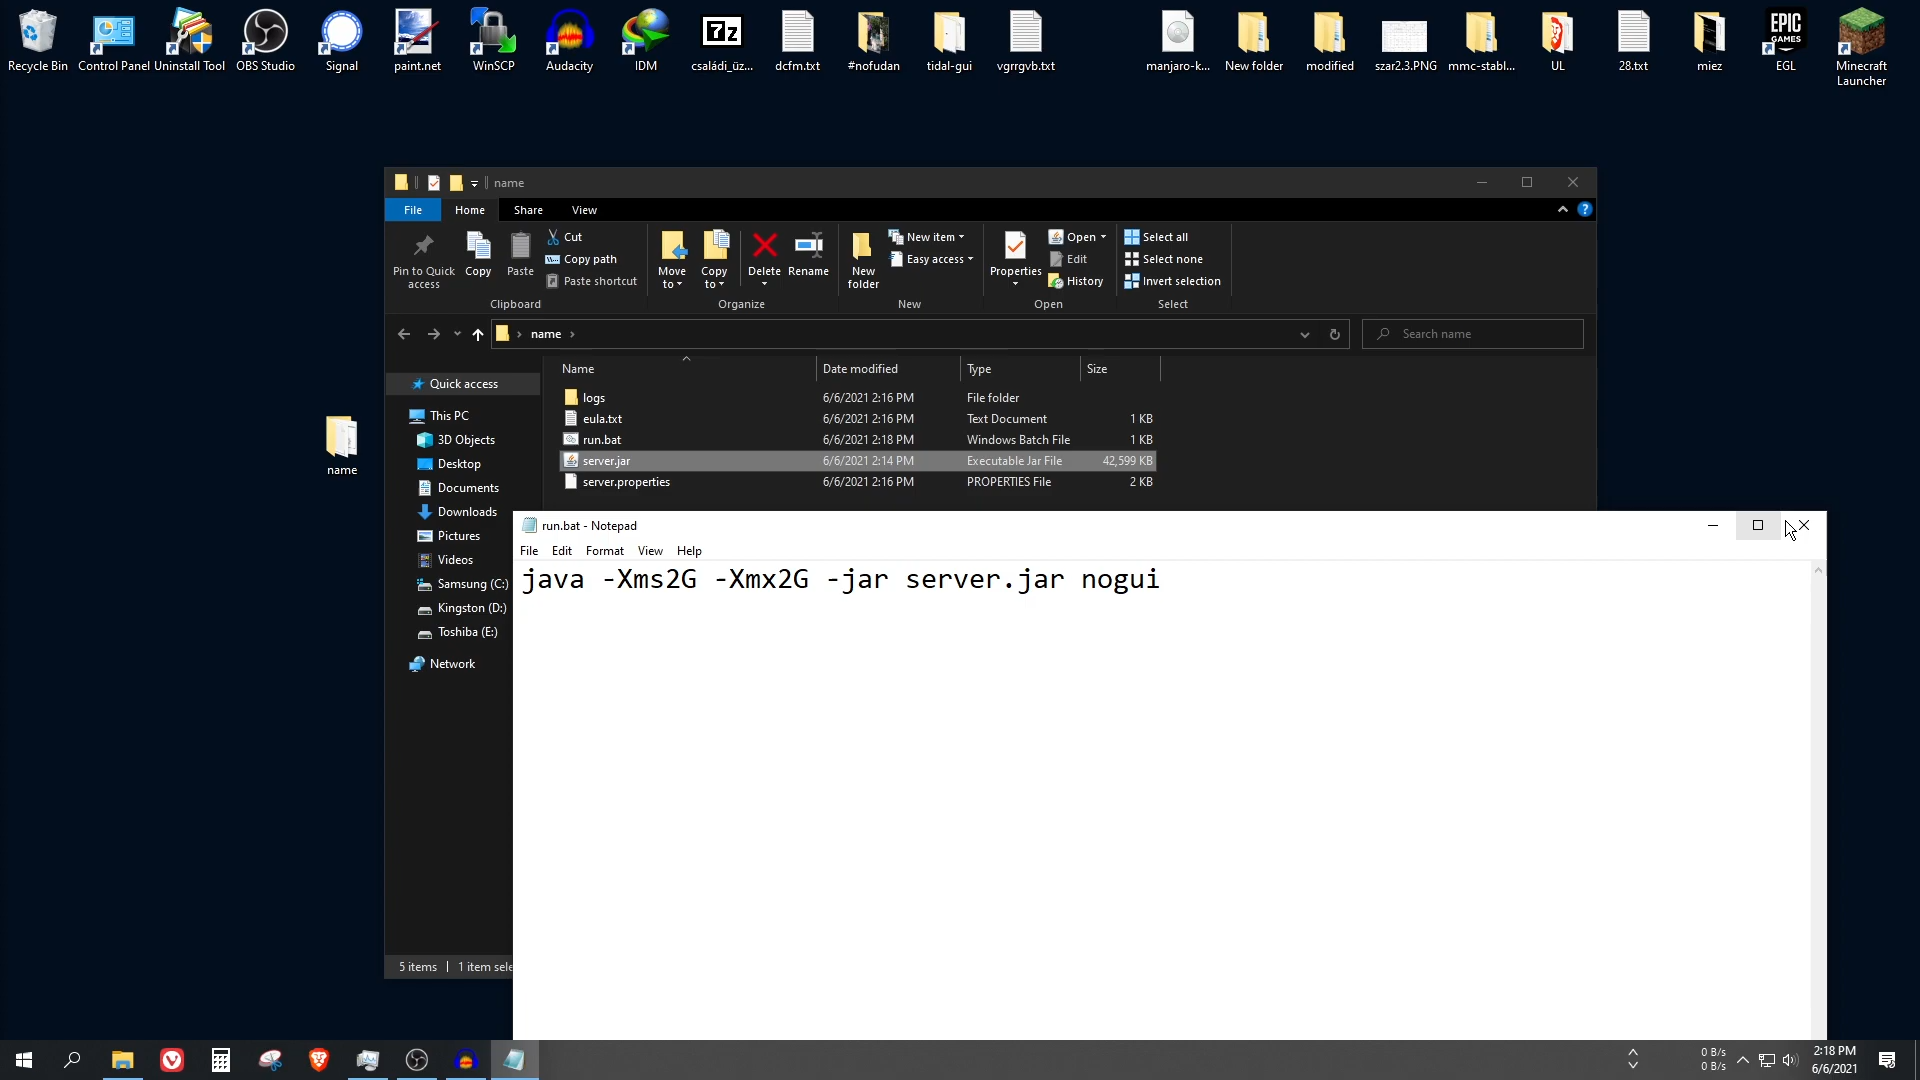 Recycle Bin
Control Panel
Uninstall Tool
OBS Studio
Signal
paint.net
WinSCP
Audacity
IDM
7z
családi_üz...
dcfm.txt
#nofudan
tidal-gui
vgrrgvb.txt
manjaro-k...
New folder
modified
szar2.3.PNG
mmc-stabl...
UL
28.txt
miez
EPIC
GAMES
EGL
Minecraft
Launcher
name
name
File Home Share View
Pin to Quick
access
Copy
Paste
Cut
Copy path
Paste shortcut
Clipboard
Move
to
Copy
to
Delete
Rename
Organize
New
folder
New item
Easy access
New
Properties
Open
Edit
History
Open
Select all
Select none
Invert selection
Select
name
Search name
Quick access
This PC
3D Objects
Desktop
Documents
Downloads
Pictures
Videos
Samsung (C:)
Kingston (D:)
Toshiba (E:)
Network
Name Date modified Type Size
logs 6/6/2021 2:16 PM File folder
eula.txt 6/6/2021 2:16 PM Text Document 1 KB
run.bat 6/6/2021 2:18 PM Windows Batch File 1 KB
server.jar 6/6/2021 2:14 PM Executable Jar File 42,599 KB
server.properties 6/6/2021 2:16 PM PROPERTIES File 2 KB
5 items 1 item sele
run.bat - Notepad
File Edit Format View Help
java -Xms2G -Xmx2G -jar server.jar nogui
0 B/s
0 B/s
2:18 PM
6/6/2021